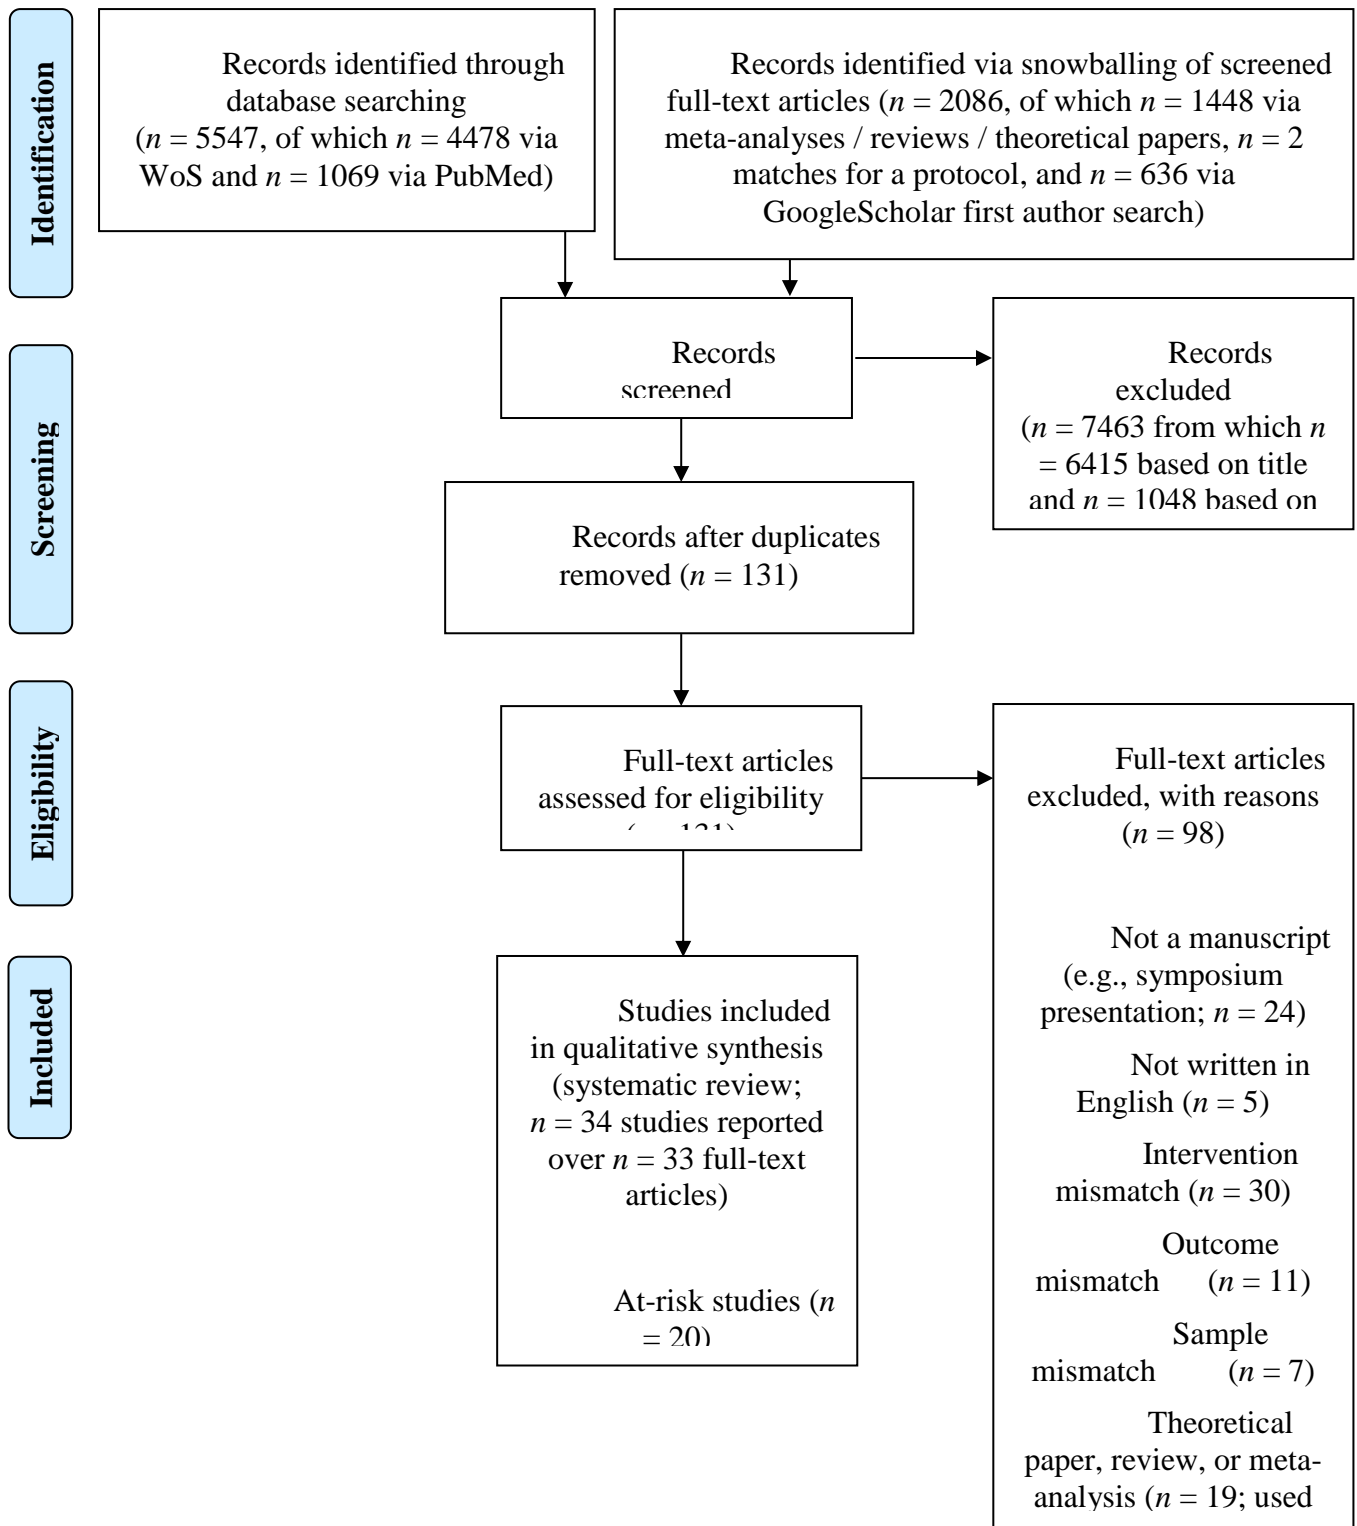 Identification
Records identified through
database searching
(n = 5547, of which n = 4478 via
WoS and n = 1069 via PubMed)
Records identified via snowballing of screened
full-text articles (n = 2086, of which n = 1448 via
meta-analyses / reviews / theoretical papers, n = 2
matches for a protocol, and n = 636 via
GoogleScholar first author search)
Screening
Records
screened
Records
excluded
(n = 7463 from which n
= 6415 based on title
and n = 1048 based on
Records after duplicates
removed (n = 131)
Eligibility
Full-text articles
assessed for eligibility
Full-text articles
excluded, with reasons
(n = 98)
Not a manuscript
(e.g., symposium
presentation; n = 24)
Not written in
English (n = 5)
Intervention
mismatch (n = 30)
Outcome
mismatch (n = 11)
Sample
mismatch (n = 7)
Theoretical
paper, review, or meta-
analysis (n = 19; used
Included
Studies included
in qualitative synthesis
(systematic review;
n = 34 studies reported
over n = 33 full-text
articles)
At-risk studies (n
= 20)